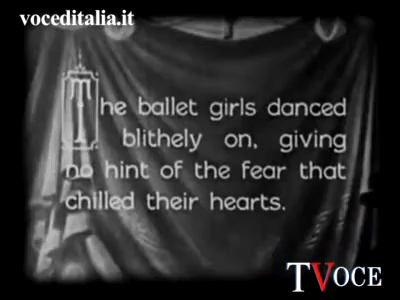 voceditalia.it
The ballet girls danced
blithely on, giving
no hint of the fear that
chilled their hearts.
TVOCE